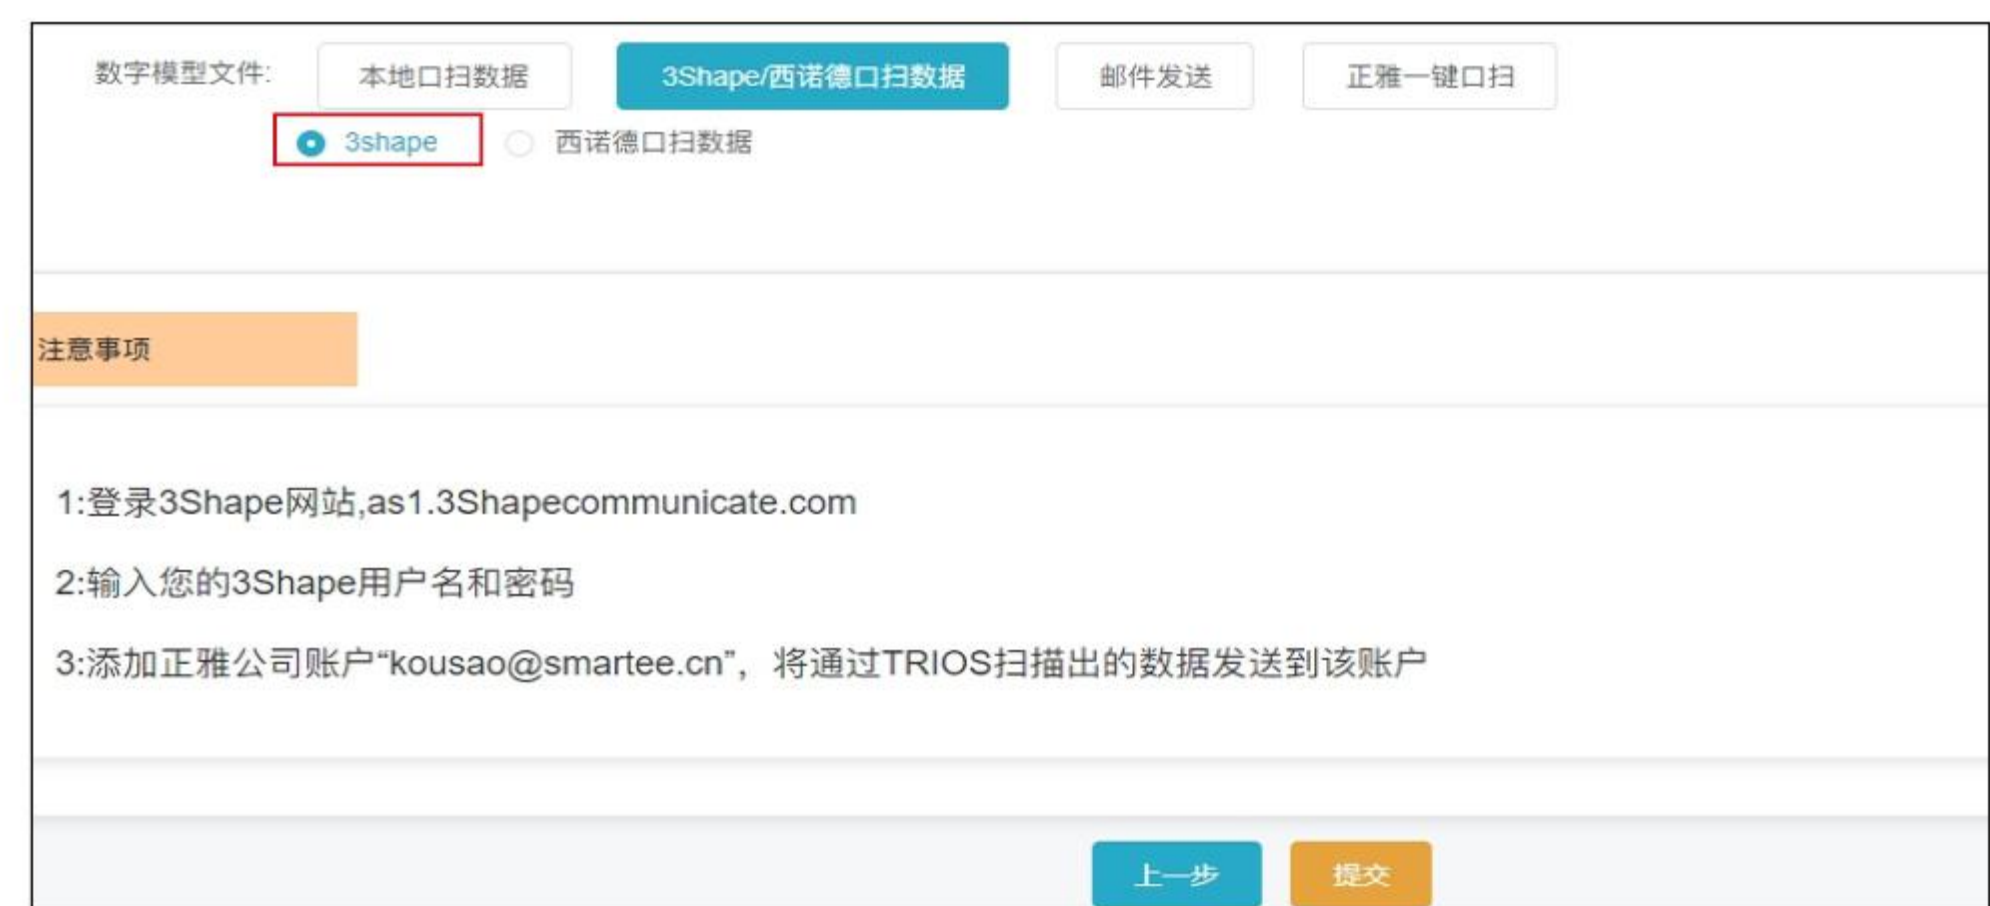 数字模型文件: 本地口扫数据 3Shape/西诺德口扫数据 邮件发送 正雅一键口扫
3shape 西诺德口扫数据
注意事项
1:登录3Shape网站,as1.3Shapecommunicate.com
2:输入您的3Shape用户名和密码
3:添加正雅公司账户“kousao@smartee.cn”，将通过TRIOS扫描出的数据发送到该账户
上一步 提交